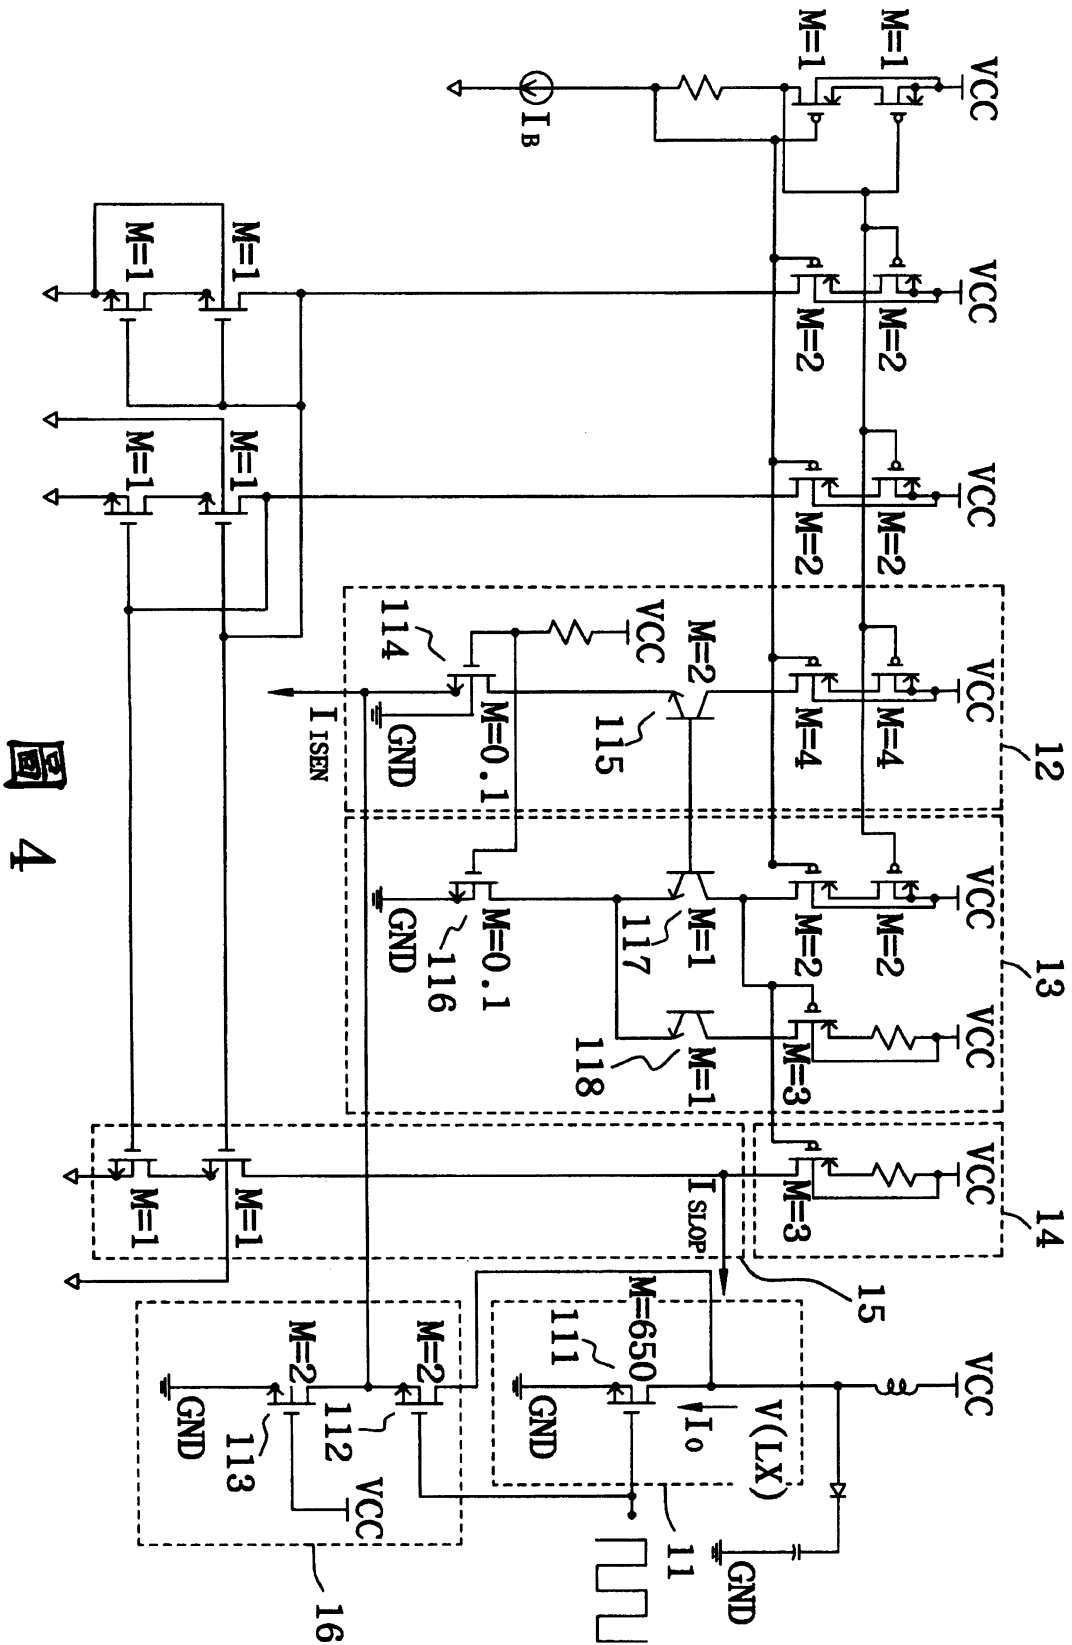 VCC
M=1
M=1
I B
VCC
M=2
M=2
M=1
M=1
VCC
M=2
M=2
M=1
M=1
12
VCC
M=4
M=4
M=2
115
VCC
114
M=0.1
GND
I ISEN
13
VCC
M=2
M=2
M=1
117
M=0.1
116
GND
VCC
M=3
M=1
118
14
VCC
M=3
I SLOP
15
M=1
M=1
VCC
V(LX)
I O
M=650
111
GND
11
GND
M=2
112
M=2
113
GND
VCC
16
圖 4